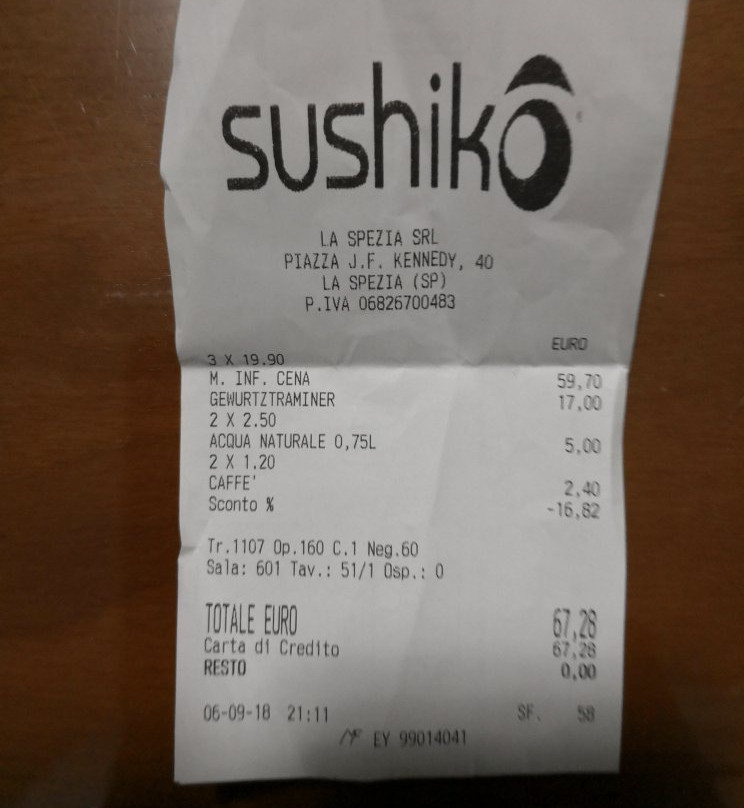 sushikô
LA SPEZIA SRL
PIAZZA J.F. KENNEDY, 40
LA SPEZIA (SP)
P.IVA 06826700483
EURO
3 X 19.90
M. INF. CENA 59,70
GEWURTZTRAMINER 17,00
2 X 2.50
ACQUA NATURALE 0,75L 5,00
2 X 1.20
CAFFE' 2,40
Sconto % -16,82
Tr.1107 Op.160 C.1 Neg.60
Sala: 601 Tav.: 51/1 Osp.: 0
TOTALE EURO 67,28
Carta di Credito 67,28
RESTO 0,00
06-09-18 21:11 SF. 58
EY 99014041